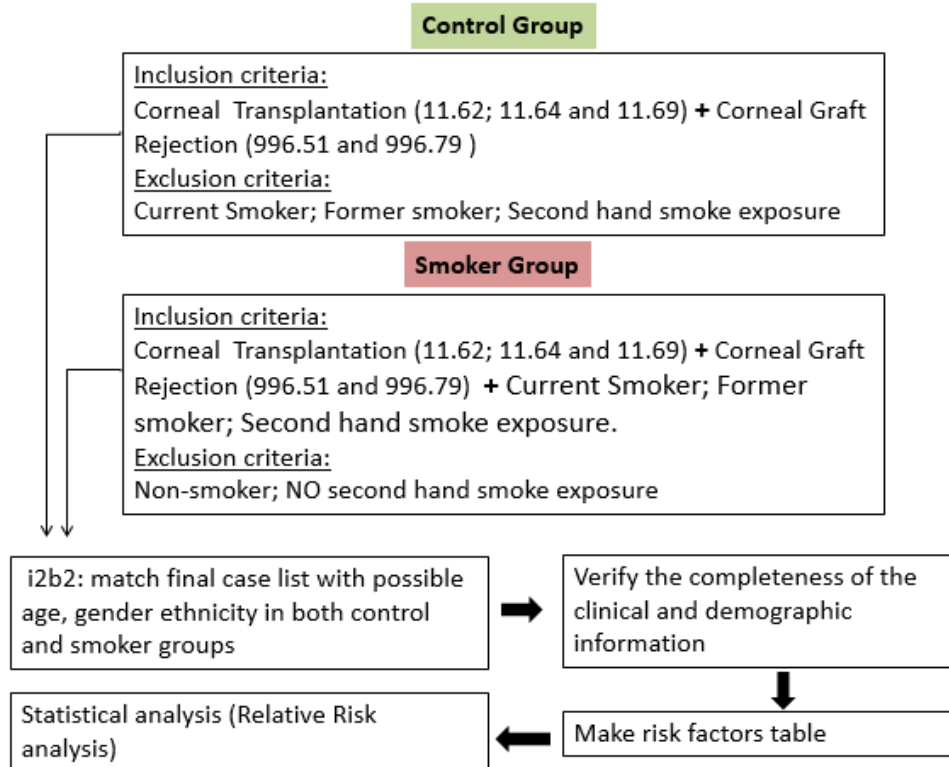 Control Group
Inclusion criteria:
Corneal Transplantation (11.62; 11.64 and 11.69) + Corneal Graft
Rejection (996.51 and 996.79 )
Exclusion criteria:
Current Smoker; Former smoker; Second hand smoke exposure
Smoker Group
Inclusion criteria:
Corneal Transplantation (11.62; 11.64 and 11.69) + Corneal Graft
Rejection (996.51 and 996.79) + Current Smoker; Former
smoker; Second hand smoke exposure.
Exclusion criteria:
Non-smoker; NO second hand smoke exposure
i2b2: match final case list with possible
age, gender ethnicity in both control
and smoker groups
Verify the completeness of the
clinical and demographic
information
Make risk factors table
Statistical analysis (Relative Risk
analysis)